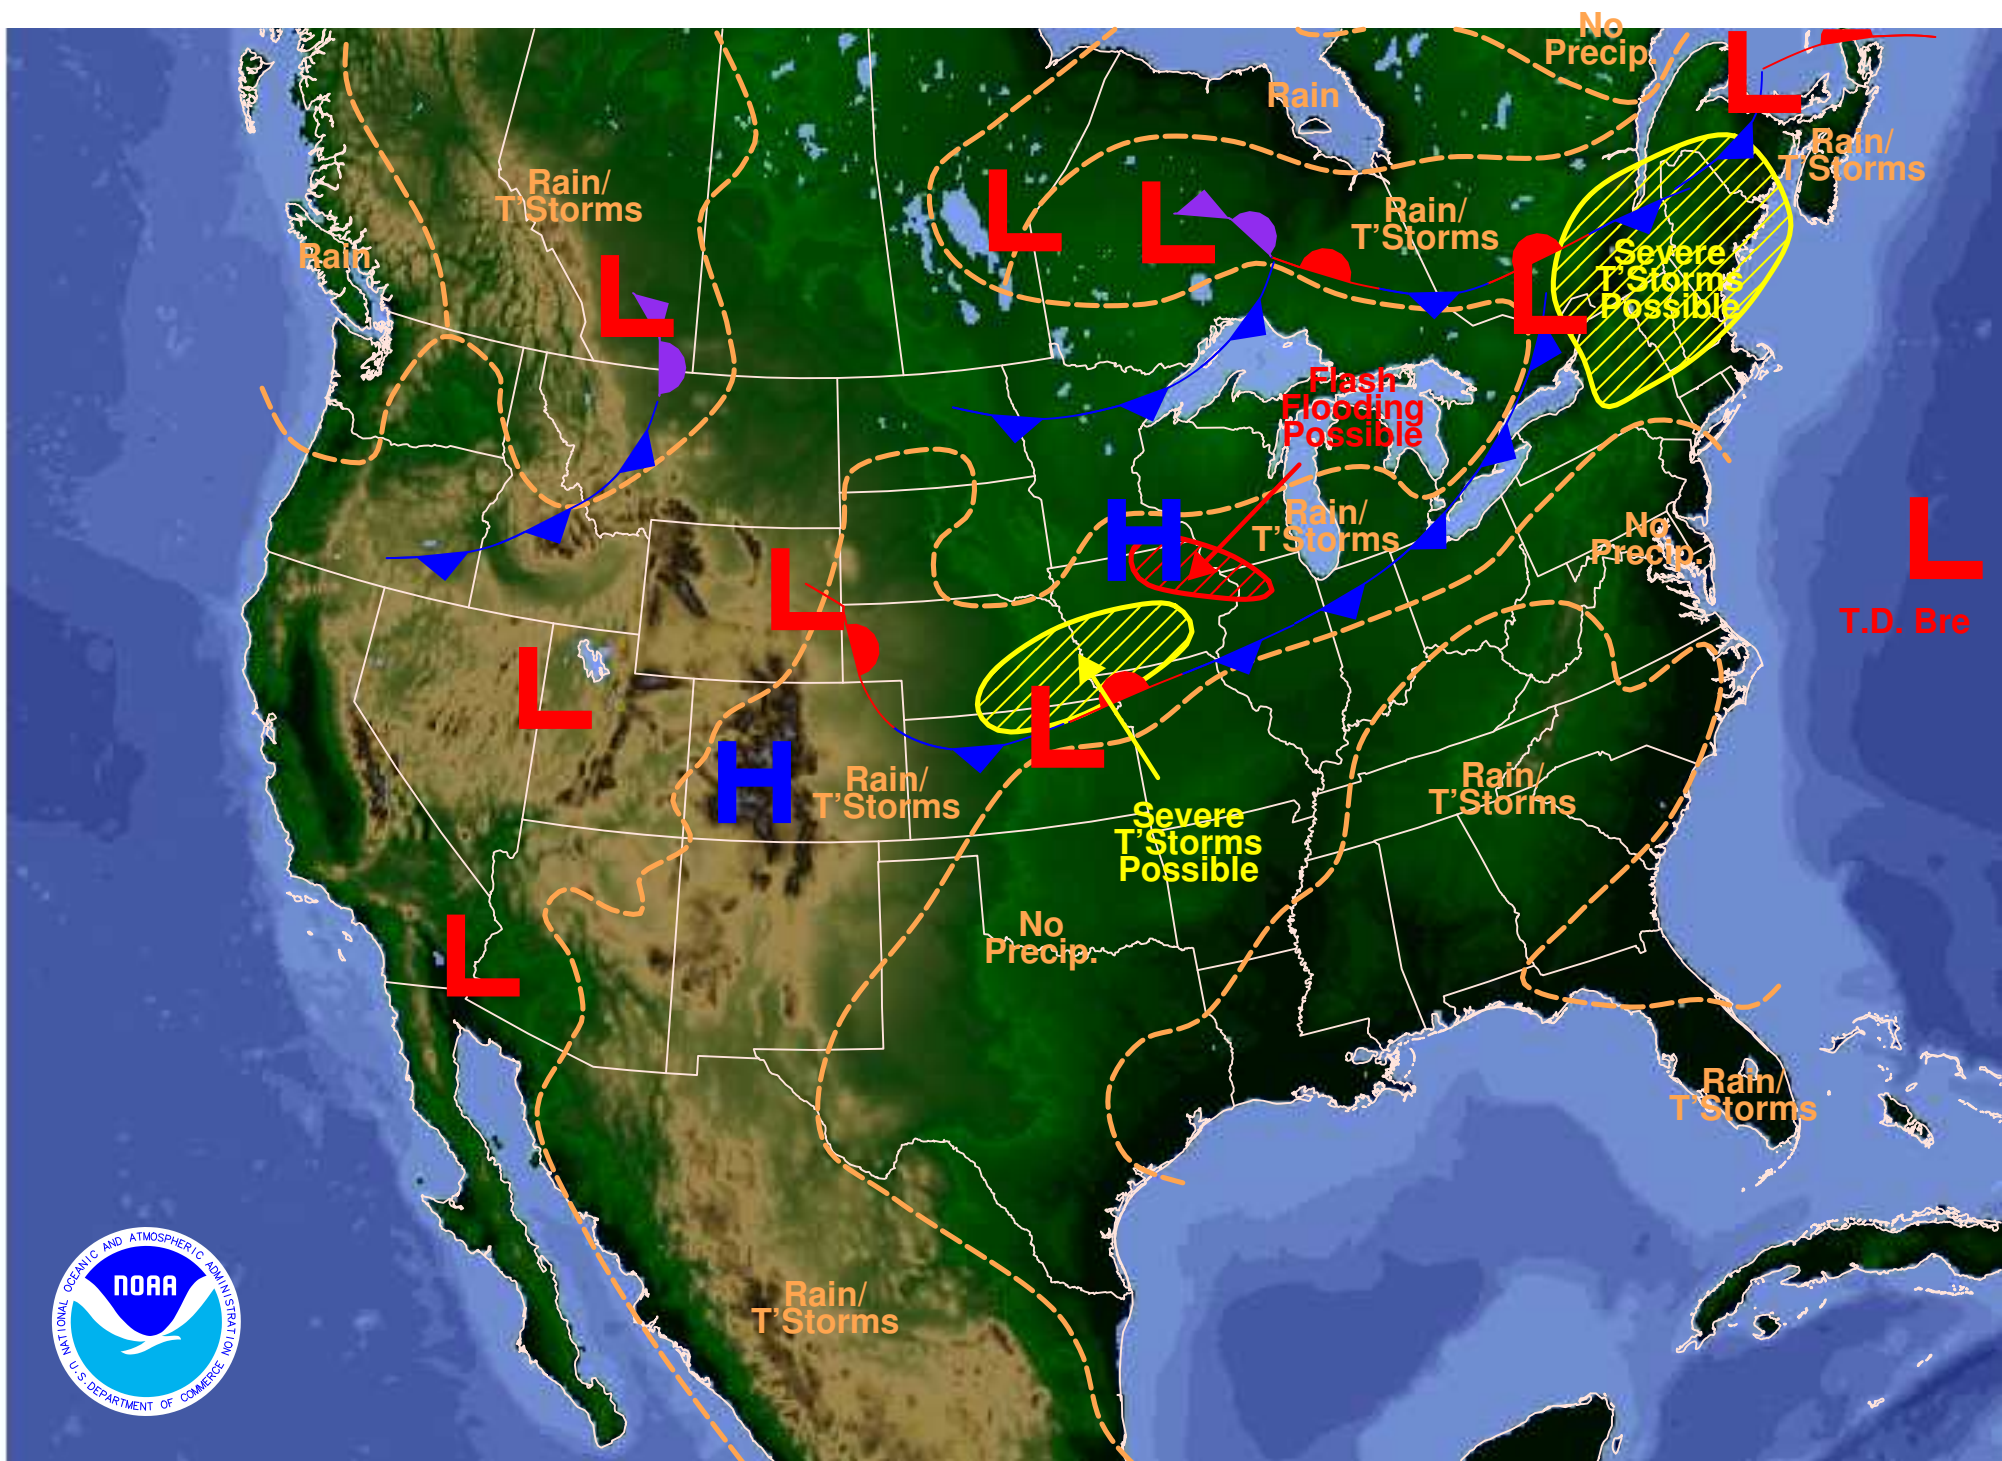 No
Precip.
Rain
Rain/
T'Storms
Rain/
T'Storms
Rain/
T'Storms
Rain
Severe
T'Storms
Possible
L
L
L
L
L
Flash
Flooding
Possible
H
Rain/
T'Storms
No
Precip.
L
T.D. Bre
L
L
L
H
Rain/
T'Storms
Rain/
T'Storms
Severe
T'Storms
Possible
No
Precip.
L
Rain/
T'Storms
Rain/
T'Storms
NATIONAL OCEANIC AND ATMOSPHERIC ADMINISTRATION
NOAA
U.S. DEPARTMENT OF COMMERCE